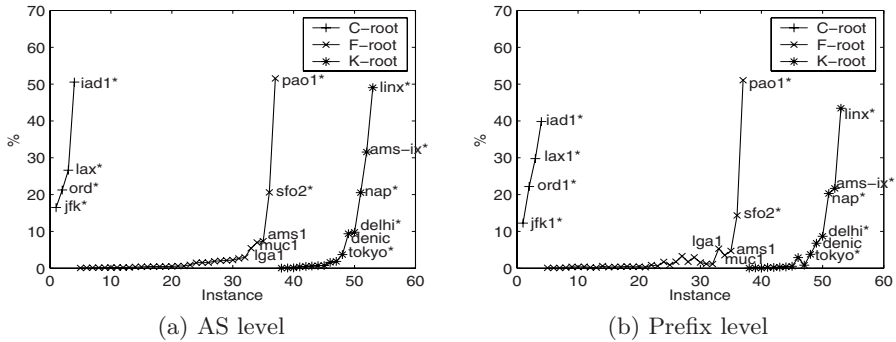 70
60
50
40
30
20
10
0
%
0 10 20 30 40 50 60
Instance
C-root
F-root
K-root
iad1*
lax*
ord*
jfk*
pao1*
sfo2*
ams1
muc1
lga1
linx*
ams-ix*
nap*
delhi*
denic
tokyo*
(a) AS level
70
60
50
40
30
20
10
0
%
0 10 20 30 40 50 60
Instance
C-root
F-root
K-root
iad1*
lax1*
ord1*
jfk1*
pao1*
sfo2*
lga1
ams1
muc1
linx*
ams-ix*
nap*
delhi*
denic
tokyo*
(b) Prefix level